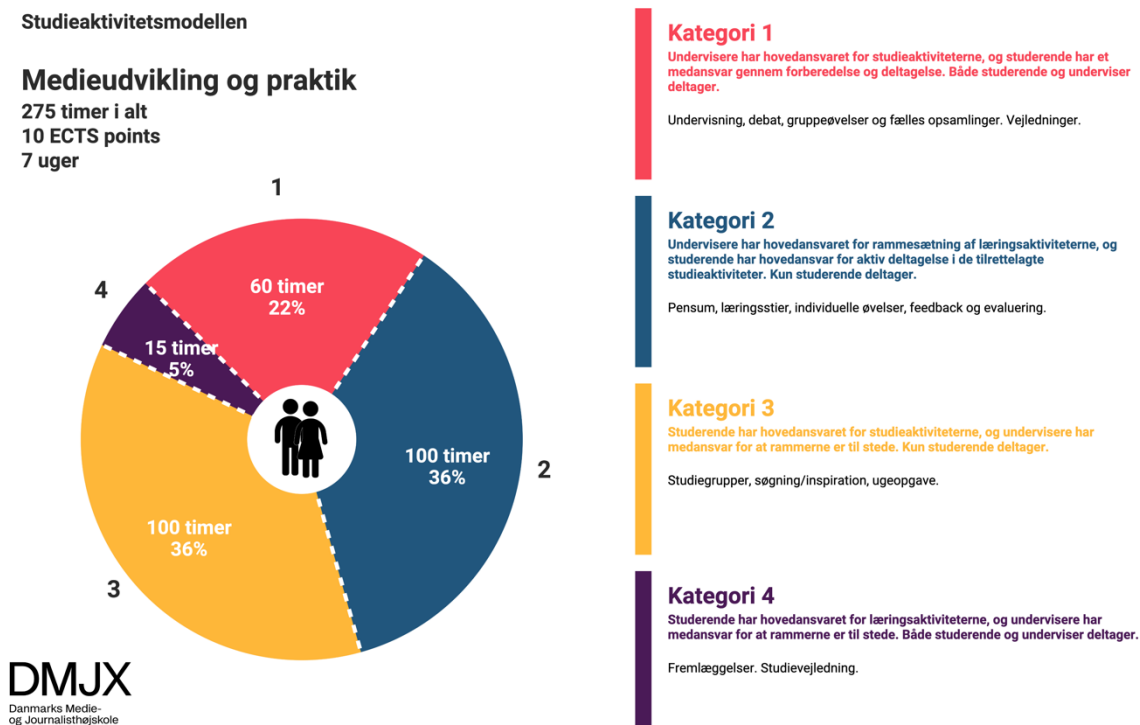 Studieaktivitetsmodellen
Medieudvikling og praktik
275 timer i alt
10 ECTS points
7 uger
1
60 timer
22%
4
15 timer
5%
100 timer
36%
2
100 timer
36%
3
DMJX
Danmarks Medie-
og Journalisthøjskole
Kategori 1
Undervisere har hovedansvaret for studieaktiviteterne, og studerende har et
medansvar gennem forberedelse og deltagelse. Både studerende og underviser
deltager.
Undervisning, debat, gruppeøvelser og fælles opsamlinger. Vejledninger.
Kategori 2
Undervisere har hovedansvaret for rammesætning af læringsaktiviteterne, og
studerende har hovedansvar for aktiv deltagelse i de tilrettelagte
studieaktiviteter. Kun studerende deltager.
Pensum, læringsstier, individuelle øvelser, feedback og evaluering.
Kategori 3
Studerende har hovedansvaret for studieaktiviteterne, og undervisere har
medansvar for at rammerne er til stede. Kun studerende deltager.
Studiegrupper, søgning/inspiration, ugeopgave.
Kategori 4
Studerende har hovedansvaret for læringsaktiviteterne, og undervisere har
medansvar for at rammerne er til stede. Både studerende og underviser deltager.
Fremlæggelser. Studievejledning.